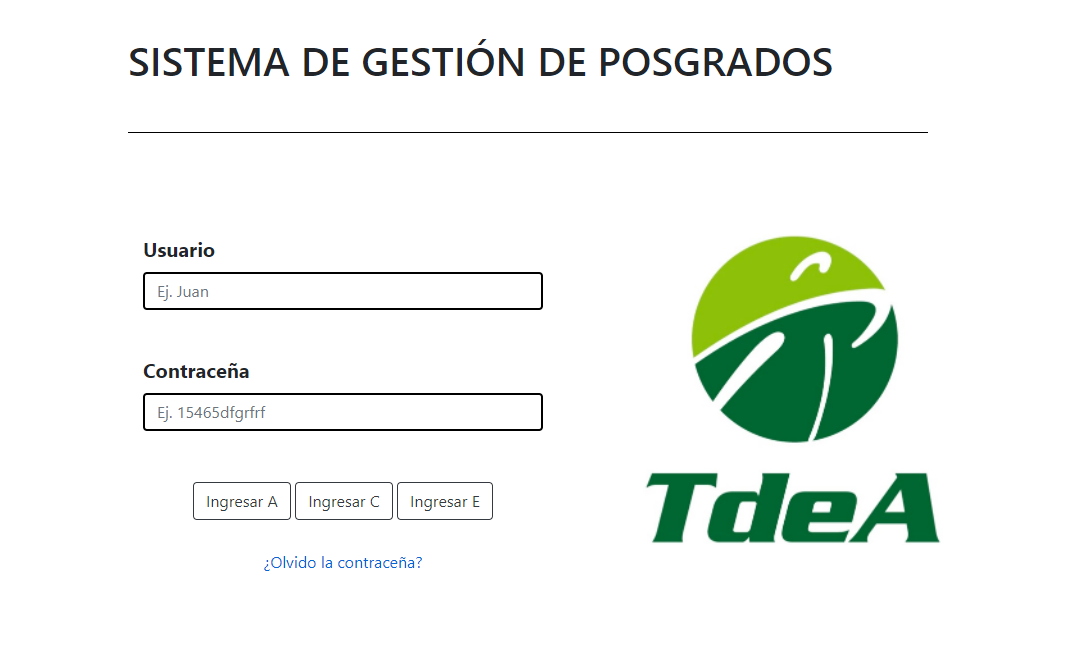 SISTEMA DE GESTIÓN DE POSGRADOS
Usuario
Ej. Juan
Contraceña
Ej. 15465dfgrfrf
Ingresar A Ingresar C Ingresar E
¿Olvido la contraceña?
TdeA